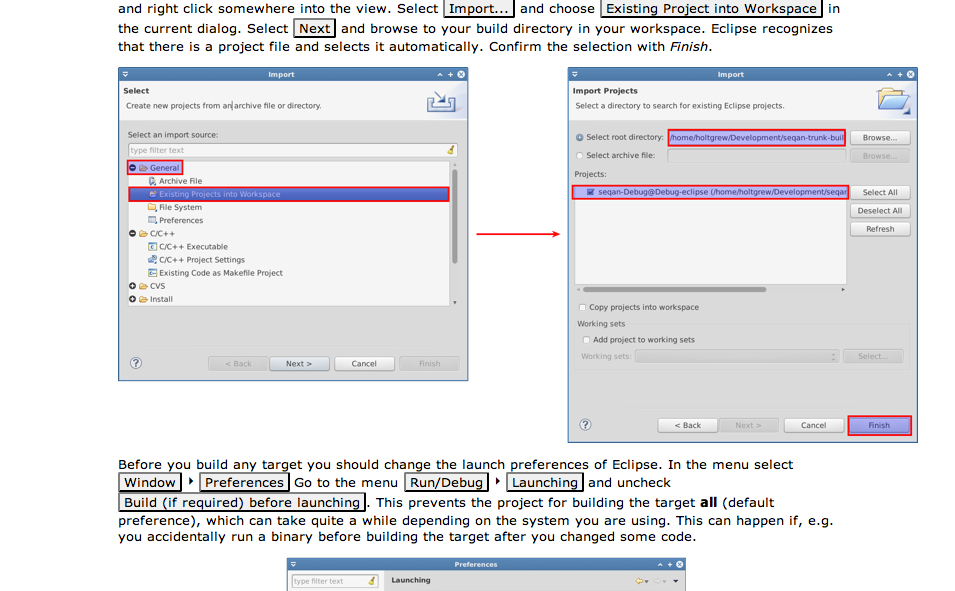 and right click somewhere into the view. Select Import... and choose Existing Project into Workspace in
the current dialog. Select Next and browse to your build directory in your workspace. Eclipse recognizes
that there is a project file and selects it automatically. Confirm the selection with Finish.
Import
Select
Create new projects from an archive file or directory.
Select an import source:
type filter text
General
Archive File
Existing Projects into Workspace
File System
Preferences
C/C++
C/C++ Executable
C/C++ Project Settings
Existing Code as Makefile Project
CVS
Install
< Back
Next >
Cancel
Finish
Import
Import Projects
Select a directory to search for existing Eclipse projects.
Select root directory: /home/holtgrew/Development/seqan-trunk-buil Browse...
Select archive file: Browse...
Projects:
seqan-Debug@Debug-eclipse (/home/holtgrew/Development/seqan
Select All
Deselect All
Refresh
Copy projects into workspace
Working sets
Add project to working sets
Working sets: Select...
< Back
Next >
Cancel
Finish
Before you build any target you should change the launch preferences of Eclipse. In the menu select
Window ‣ Preferences Go to the menu Run/Debug ‣ Launching and uncheck
Build (if required) before launching. This prevents the project for building the target all (default
preference), which can take quite a while depending on the system you are using. This can happen if, e.g.
you accidentally run a binary before building the target after you changed some code.
Preferences
type filter text
Launching